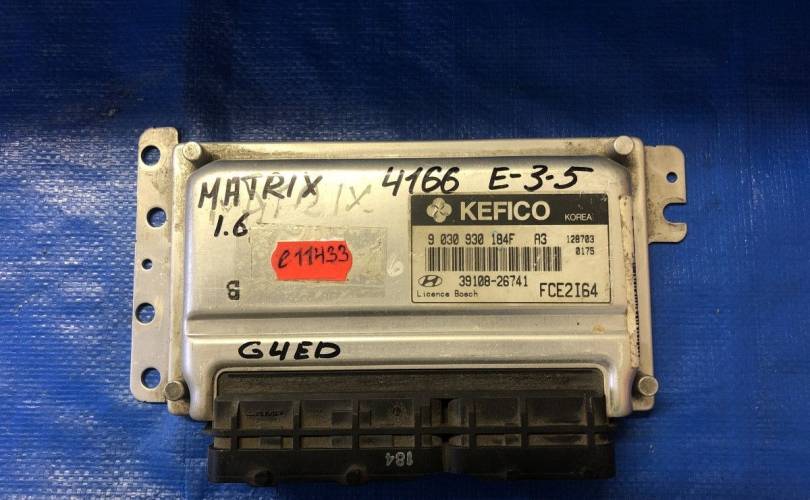 MATRIX 4166 E-3-5
1.6
e11433
G4ED
KEFICO KOREA
9 030 930 184F A3 128703
0175
39108-26741
Licence Bosch FCE2I64
184